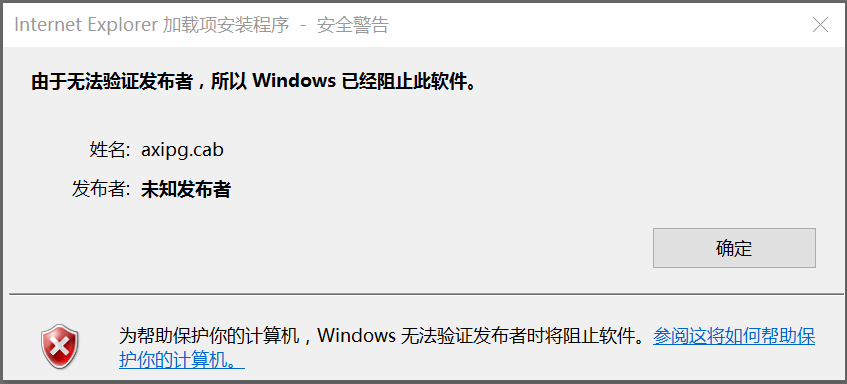 Internet Explorer 加载项安装程序 - 安全警告
由于无法验证发布者，所以 Windows 已经阻止此软件。
姓名: axipg.cab
发布者: 未知发布者
确定
为帮助保护你的计算机，Windows 无法验证发布者时将阻止软件。参阅这将如何帮助保
护你的计算机。